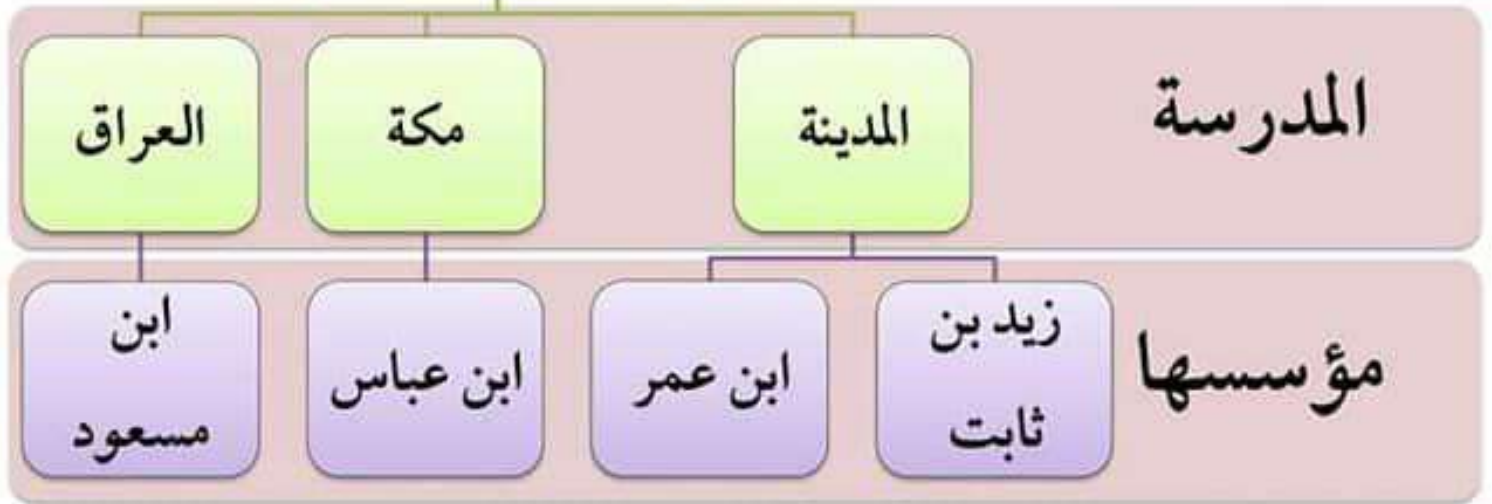 المدرسة
المدينة
مكة
العراق
مؤسسها
زيد بن
ثابت
ابن عمر
ابن عباس
ابن
مسعود